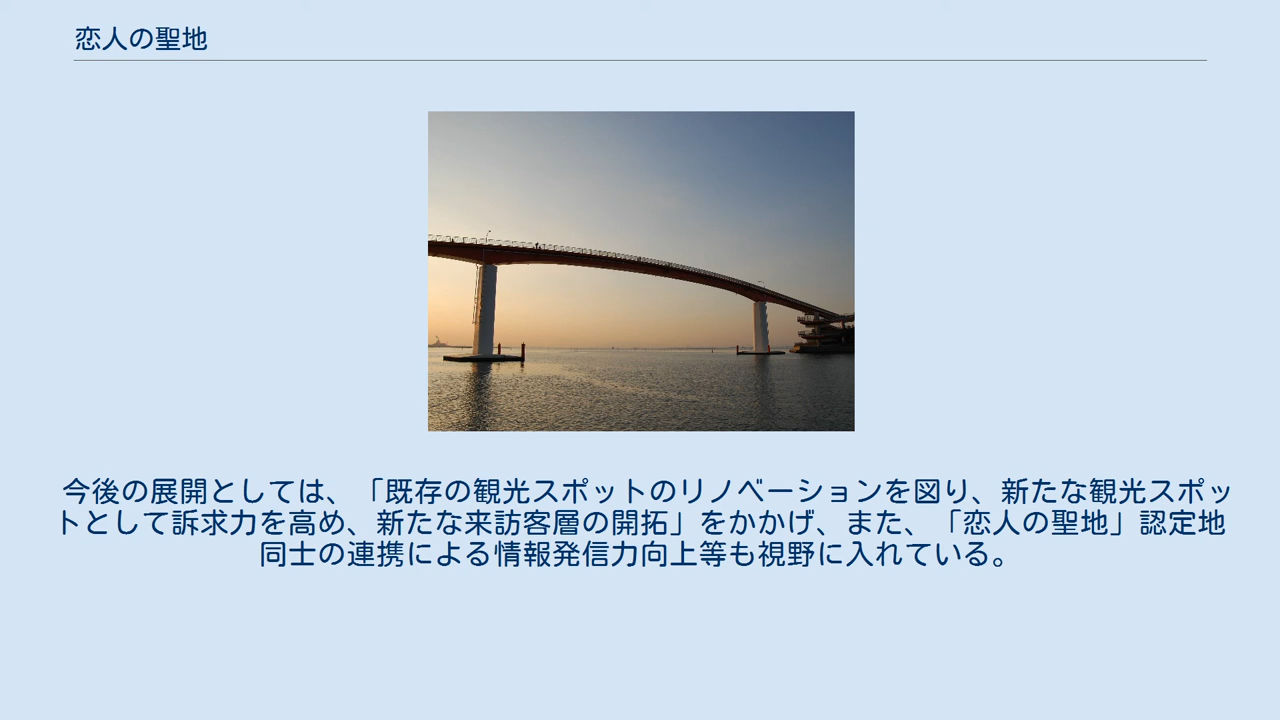 恋人の聖地
今後の展開としては、「既存の観光スポットのリノベーションを図り、新たな観光スポッ
トとして訴求力を高め、新たな来訪客層の開拓」をかかげ、また、「恋人の聖地」認定地
同士の連携による情報発信力向上等も視野に入れている。